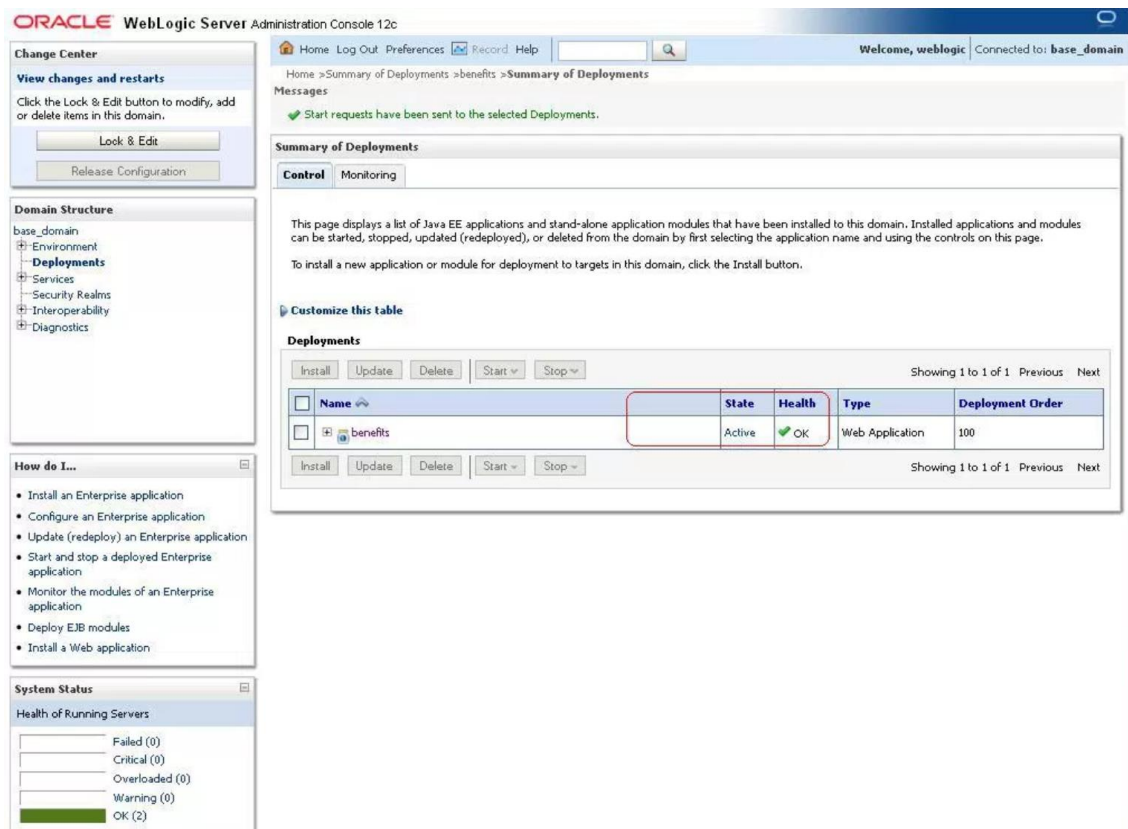 ORACLE WebLogic Server Administration Console 12c
Change Center
View changes and restarts
Click the Lock & Edit button to modify, add
or delete items in this domain.
Lock & Edit
Release Configuration
Domain Structure
base_domain
Environment
Deployments
Services
Security Realms
Interoperability
Diagnostics
How do I...
Install an Enterprise application
Configure an Enterprise application
Update (redeploy) an Enterprise application
Start and stop a deployed Enterprise
application
Monitor the modules of an Enterprise
application
Deploy EJB modules
Install a Web application
System Status
Health of Running Servers
Failed (0)
Critical (0)
Overloaded (0)
Warning (0)
OK (2)
Home Log Out Preferences Record Help
Welcome, weblogic Connected to: base_domain
Home >Summary of Deployments >benefits >Summary of Deployments
Messages
Start requests have been sent to the selected Deployments.
Summary of Deployments
Control Monitoring
This page displays a list of Java EE applications and stand-alone application modules that have been installed to this domain. Installed applications and modules
can be started, stopped, updated (redeployed), or deleted from the domain by first selecting the application name and using the controls on this page.
To install a new application or module for deployment to targets in this domain, click the Install button.
Customize this table
Deployments
Install Update Delete Start Stop Showing 1 to 1 of 1 Previous Next
Name State Health Type Deployment Order
benefits Active OK Web Application 100
Install Update Delete Start Stop Showing 1 to 1 of 1 Previous Next